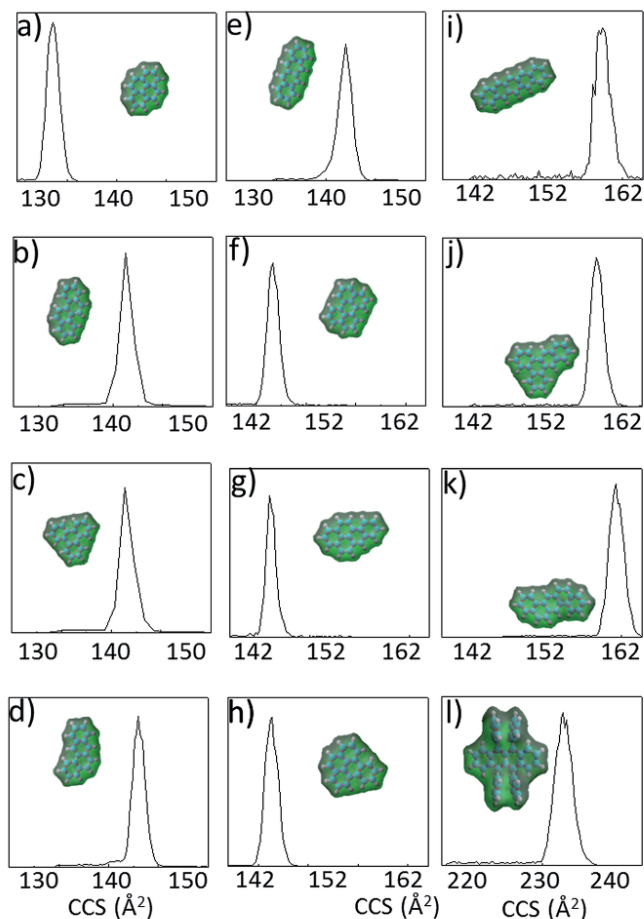 a) e) i)
130 140 150 130 140 150 142 152 162
b) f) j)
130 140 150 142 152 162 142 152 162
c) g) k)
130 140 150 142 152 162 142 152 162
d) h) l)
130 140 150 142 152 162 220 230 240
CCS (Å²) CCS (Å²) CCS (Å²)